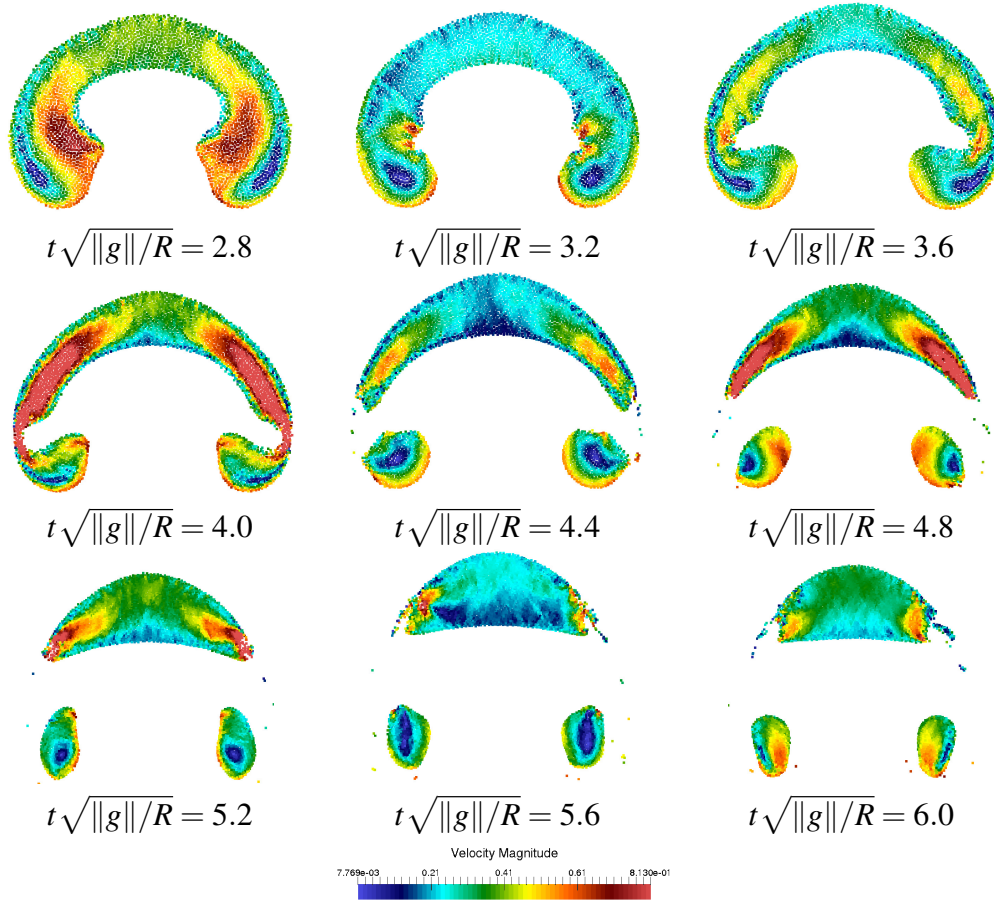 t√‖g‖/R = 2.8
t√‖g‖/R = 3.2
t√‖g‖/R = 3.6
t√‖g‖/R = 4.0
t√‖g‖/R = 4.4
t√‖g‖/R = 4.8
t√‖g‖/R = 5.2
t√‖g‖/R = 5.6
t√‖g‖/R = 6.0
Velocity Magnitude
7.769e-03 0.21 0.41 0.61 8.130e-01